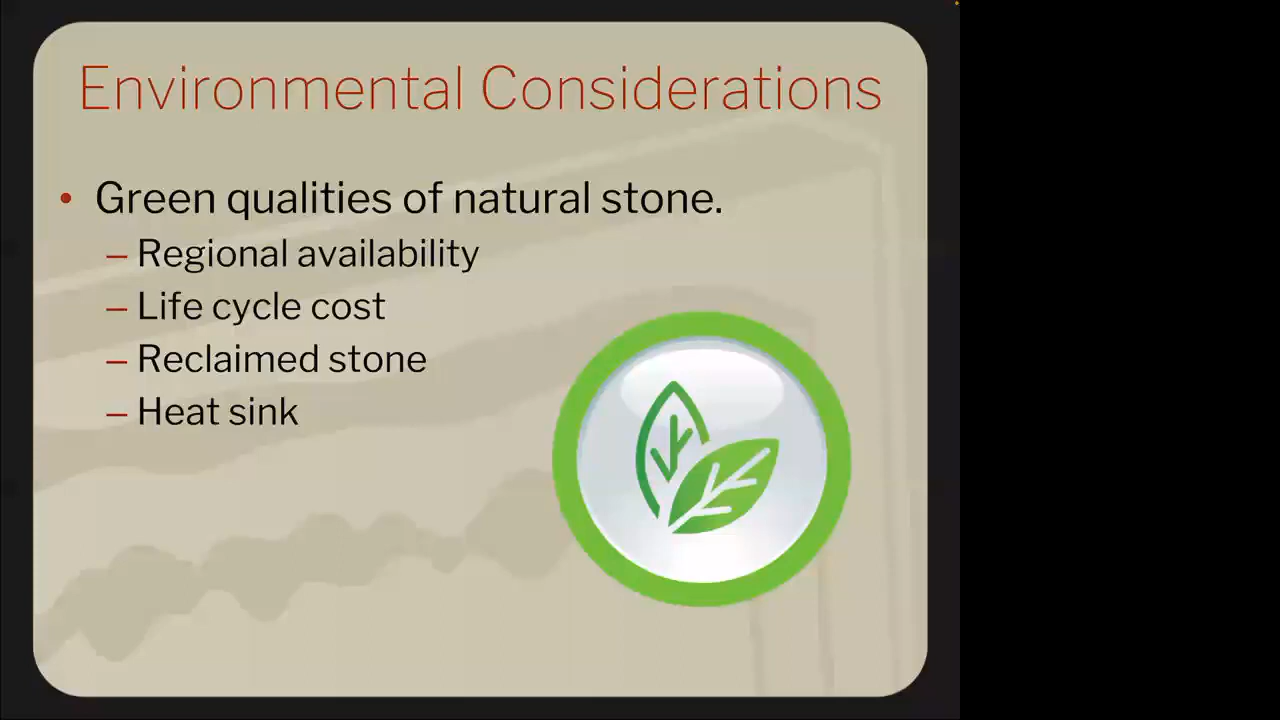 Environmental Considerations
• Green qualities of natural stone.
– Regional availability
– Life cycle cost
– Reclaimed stone
– Heat sink